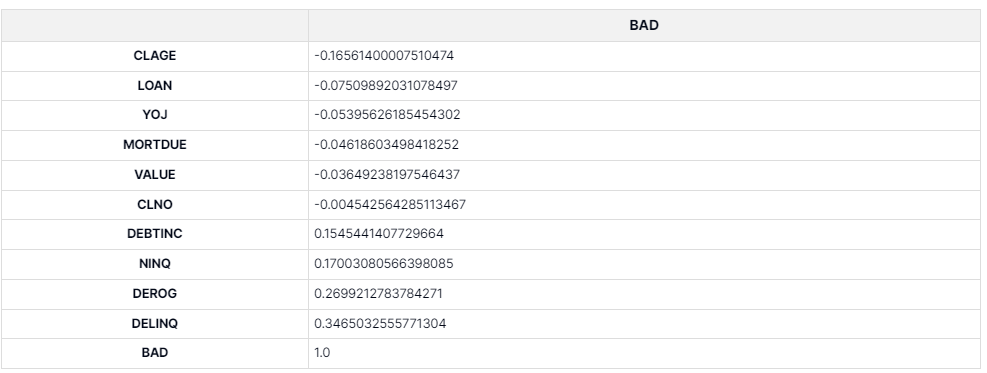 BAD
CLAGE -0.16561400007510474
LOAN -0.07509892031078497
YOJ -0.05395626185454302
MORTDUE -0.04618603498418252
VALUE -0.03649238197546437
CLNO -0.004542564285113467
DEBTINC 0.1545441407729664
NINQ 0.17003080566398085
DEROG 0.2699212783784271
DELINQ 0.3465032555771304
BAD 1.0